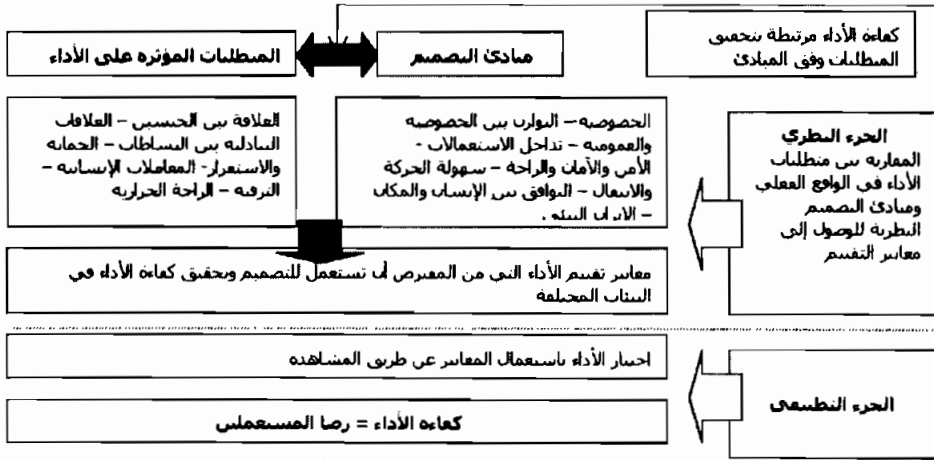 كفاءة الأداء مرتبطة بتحقيق
المتطلبات وفق المبادئ
مبادئ التصميم
المتطلبات المؤثرة على الأداء
الجزء النظري
المقاربة بين متطلبات
الأداء في الواقع الفعلي
ومبادئ التصميم
النظرية للوصول إلى
معايير التقييم
الخصوصية – التوازن بين الخصوصية
والعمومية – تداخل الاستعمالات -
الأمن والأمان والراحة – سهولة الحركة
والانتقال – التوافق بين الإنسان والمكان
– الاتزان البيئي
العلاقة بين الجنسين – العلاقات
التبادلية بين النشاطات – الحماية
والاستقرار- المعاملات الإنسانية –
الترفيه – الراحة الحرارية
معايير تقييم الأداء التي من المفترض أن تستعمل للتصميم وتحقيق كفاءة الأداء في
البيئات المختلفة
الجزء التطبيقي
اختبار الأداء باستعمال المعايير عن طريق المشاهدة
كفاءة الأداء = رضا المستعملين